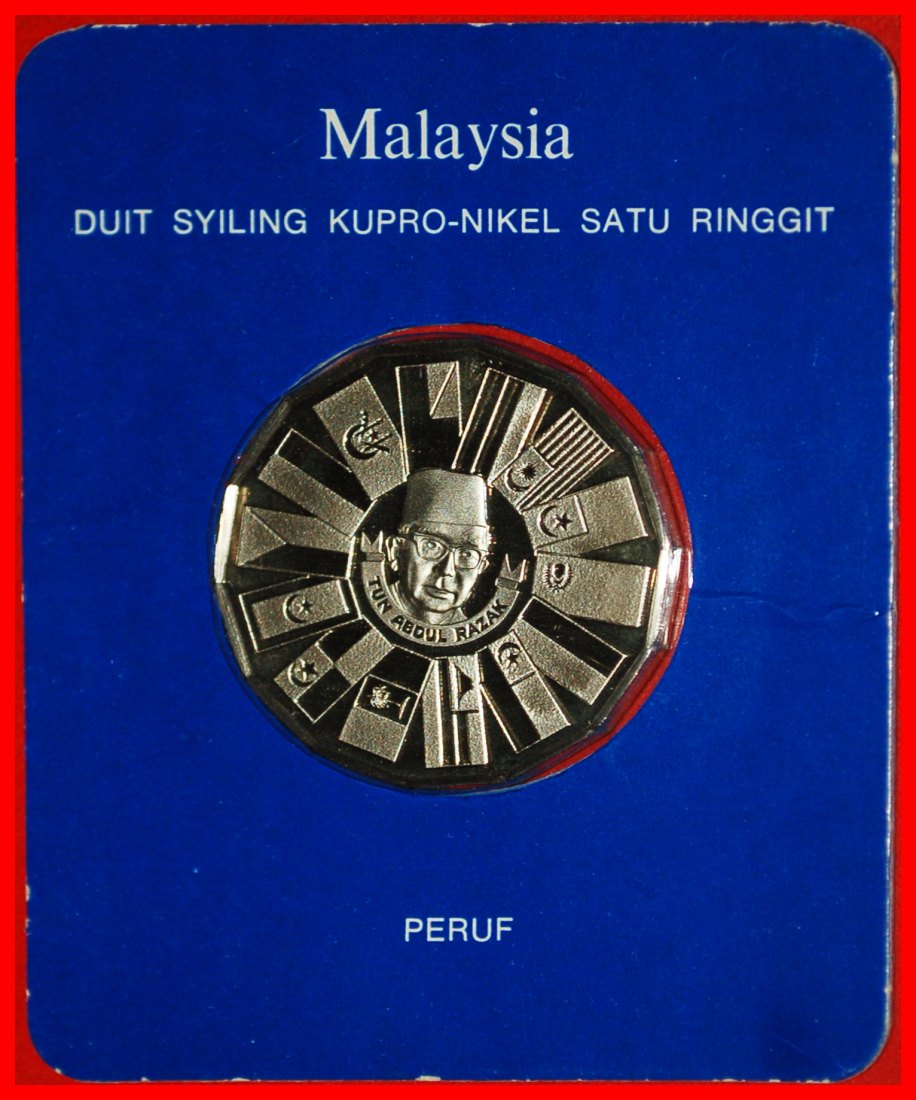 Malaysia
DUIT SYILING KUPRO-NIKEL SATU RINGGIT
TUN ABDUL RAZAK
PERUF